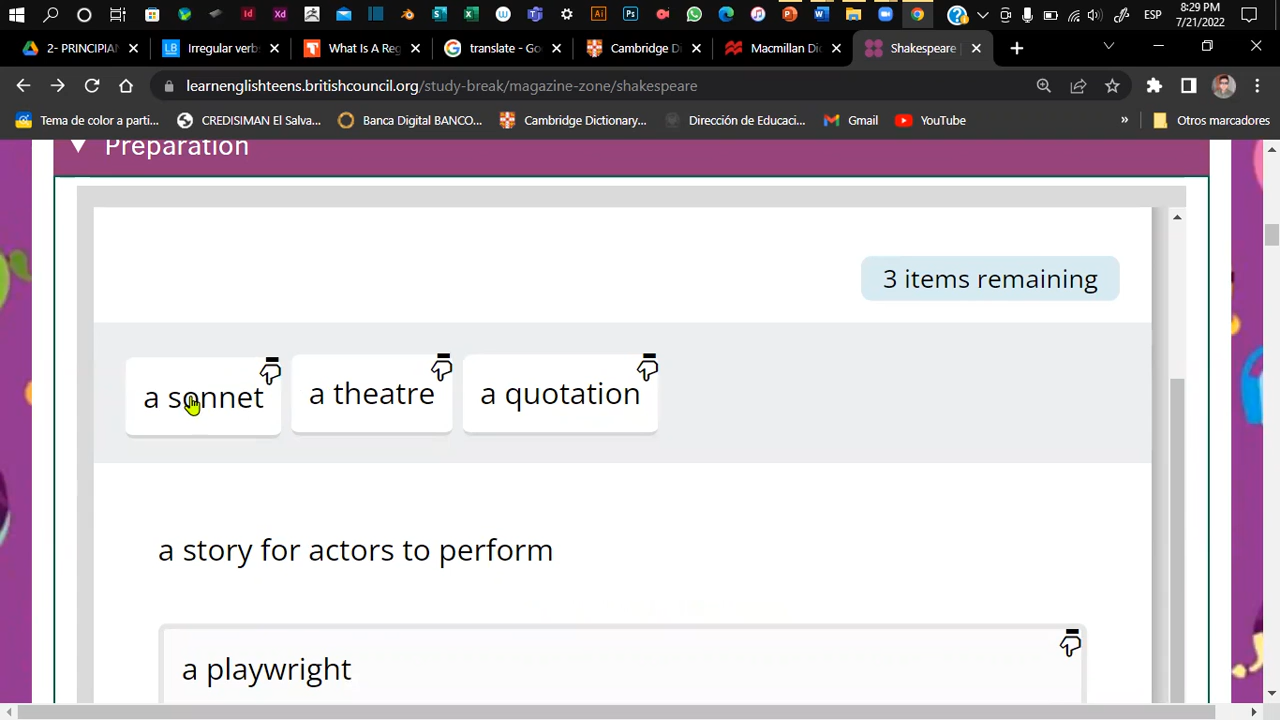 8:29 PM
ESP
7/21/2022
2- PRINCIPIAN
Irregular verb
What Is A Reg
translate - Go
Cambridge D
Macmillan Di
Shakespeare
learnenglishteens.britishcouncil.org/study-break/magazine-zone/shakespeare
Tema de color a parti...
CREDISIMAN El Salva...
Banca Digital BANCO...
Cambridge Dictionary...
Dirección de Educaci...
Gmail
YouTube
»
Otros marcadores
Preparation
3 items remaining
a sonnet
a theatre
a quotation
a story for actors to perform
a playwright